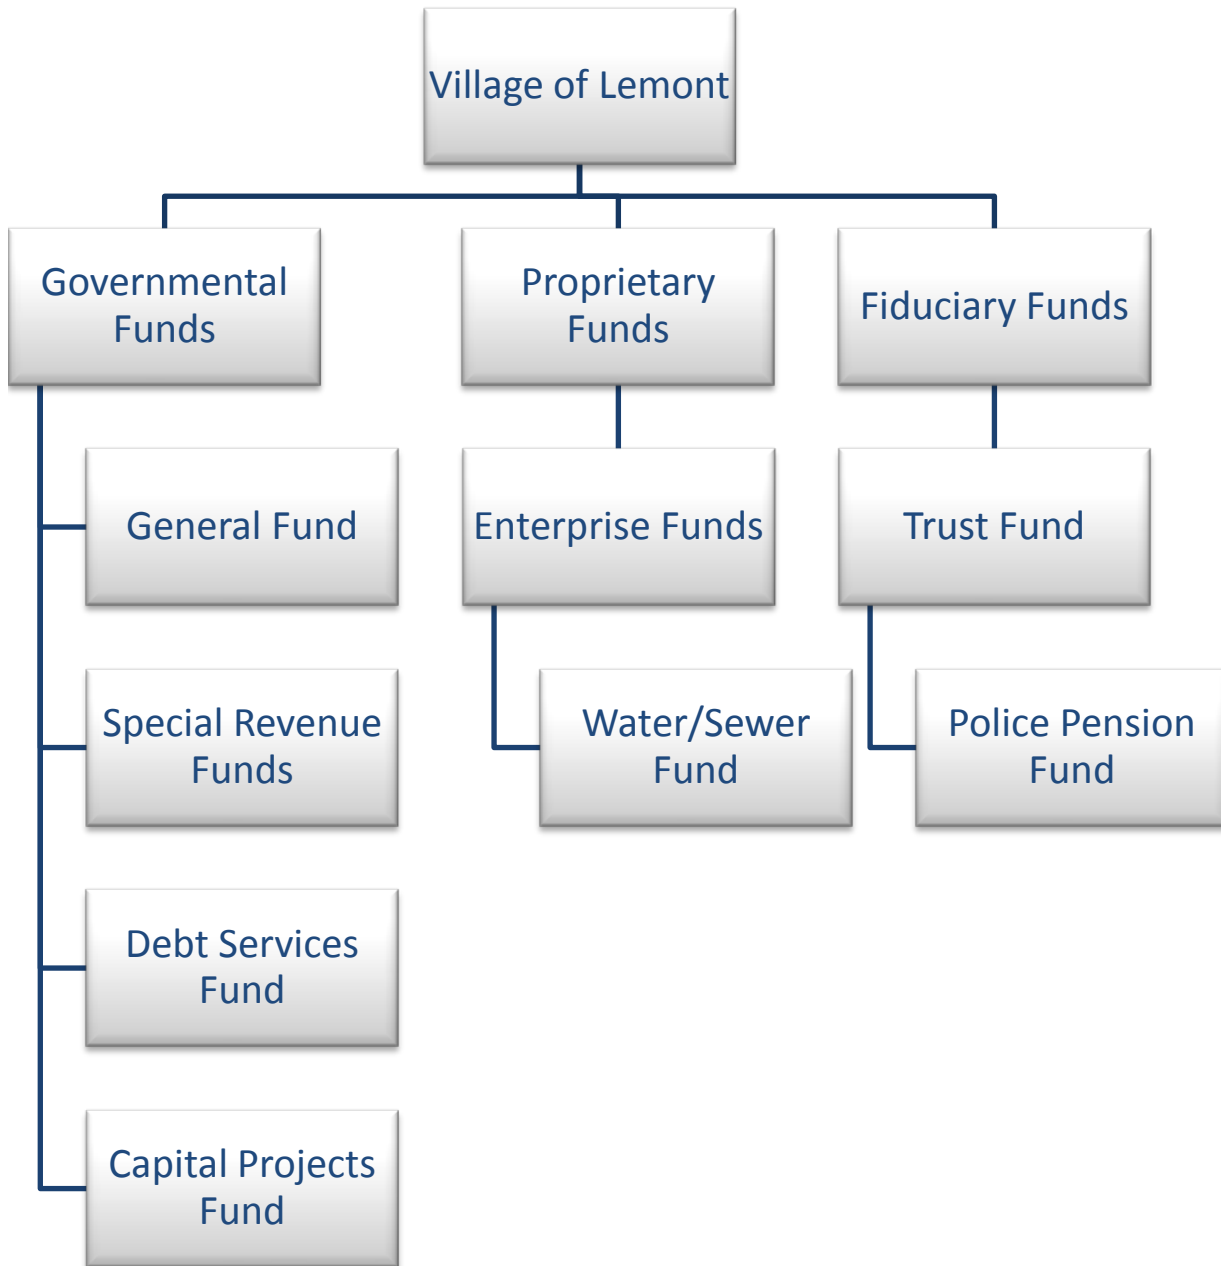 Village of Lemont
Governmental
Funds
Proprietary
Funds
Fiduciary Funds
General Fund
Enterprise Funds
Trust Fund
Special Revenue
Funds
Water/Sewer
Fund
Police Pension
Fund
Debt Services
Fund
Capital Projects
Fund